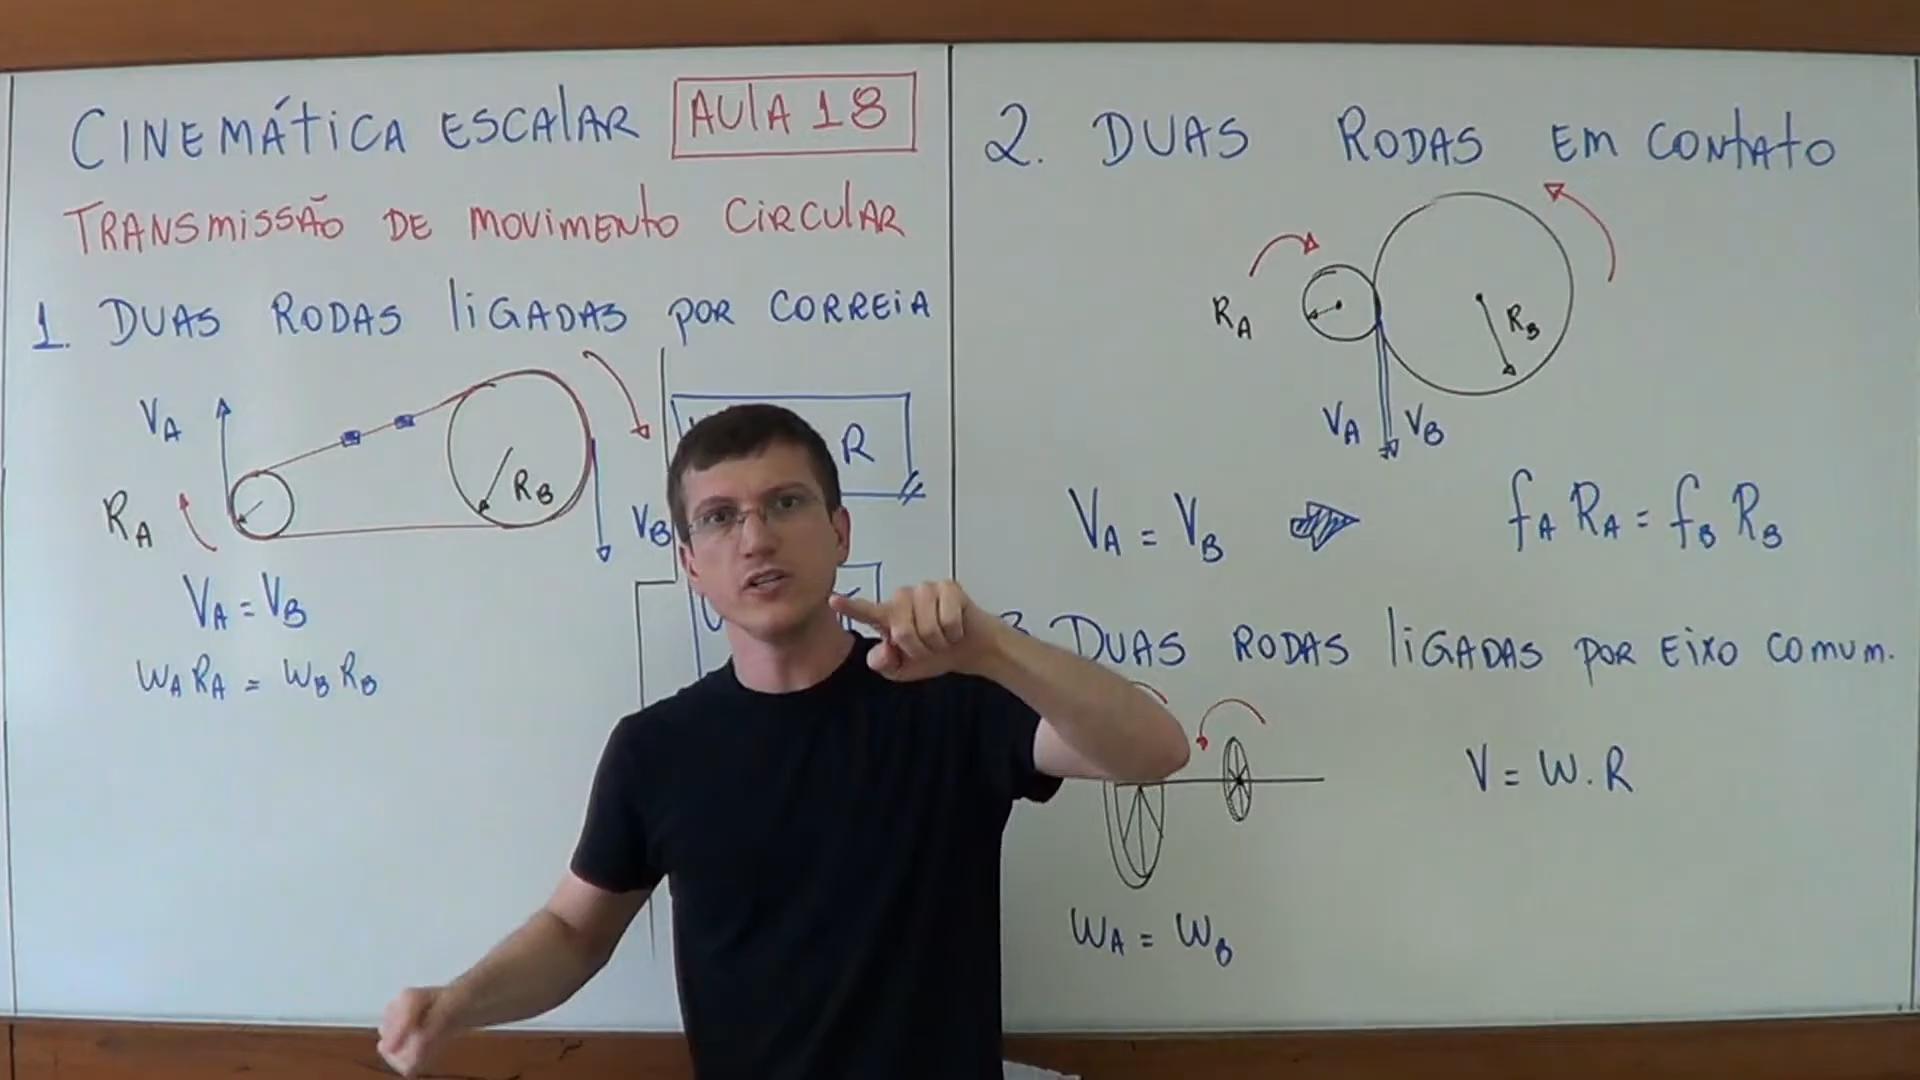 CINEMÁTICA ESCALAR AULA 18
TRANSMISSÃO DE MOVIMENTO CIRCULAR
1. DUAS RODAS LIGADAS POR CORREIA
VA
RA
RB
VB
R
VA = VB
WA RA = WB RB
2. DUAS RODAS EM CONTATO
RA
RB
VA VB
VA = VB
fA RA = fB RB
DUAS RODAS LIGADAS POR EIXO COMUM.
V = W . R
WA = WB